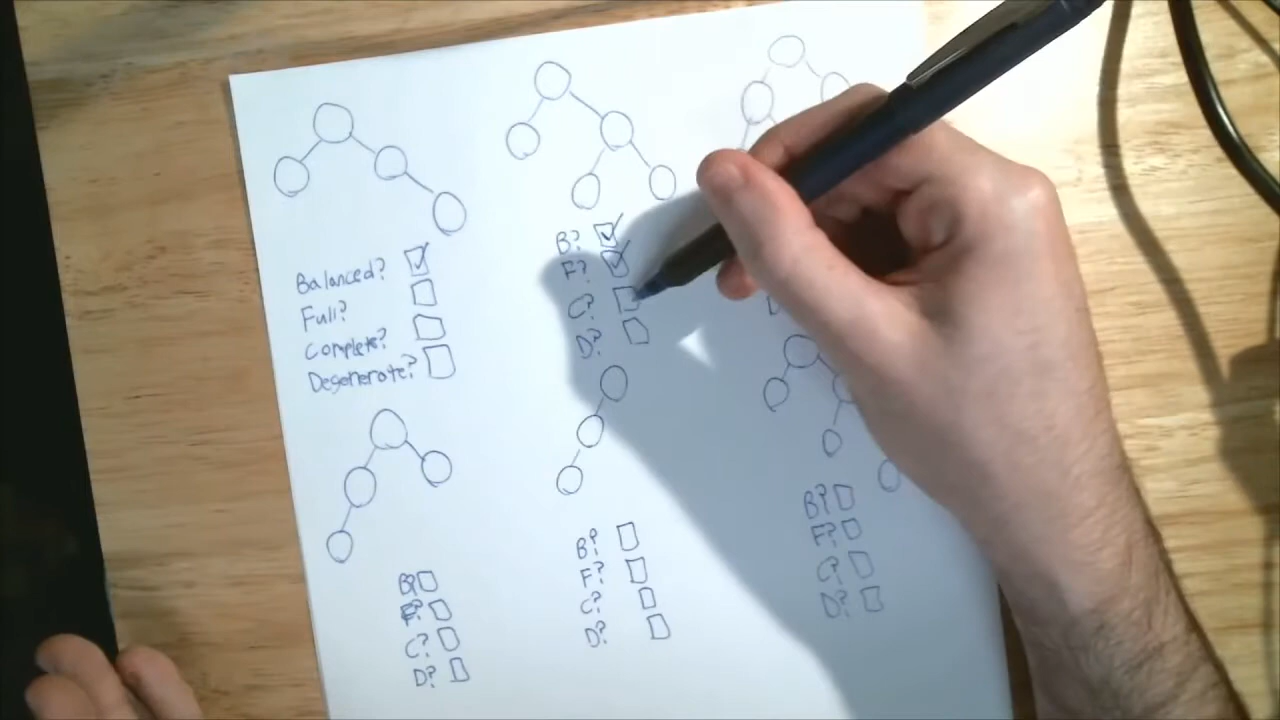 Balanced?
Full?
Complete?
Degenerate?
B?
F?
C?
D?
B?
F?
C?
D?
B?
F?
C?
D?
B?
F?
C?
D?